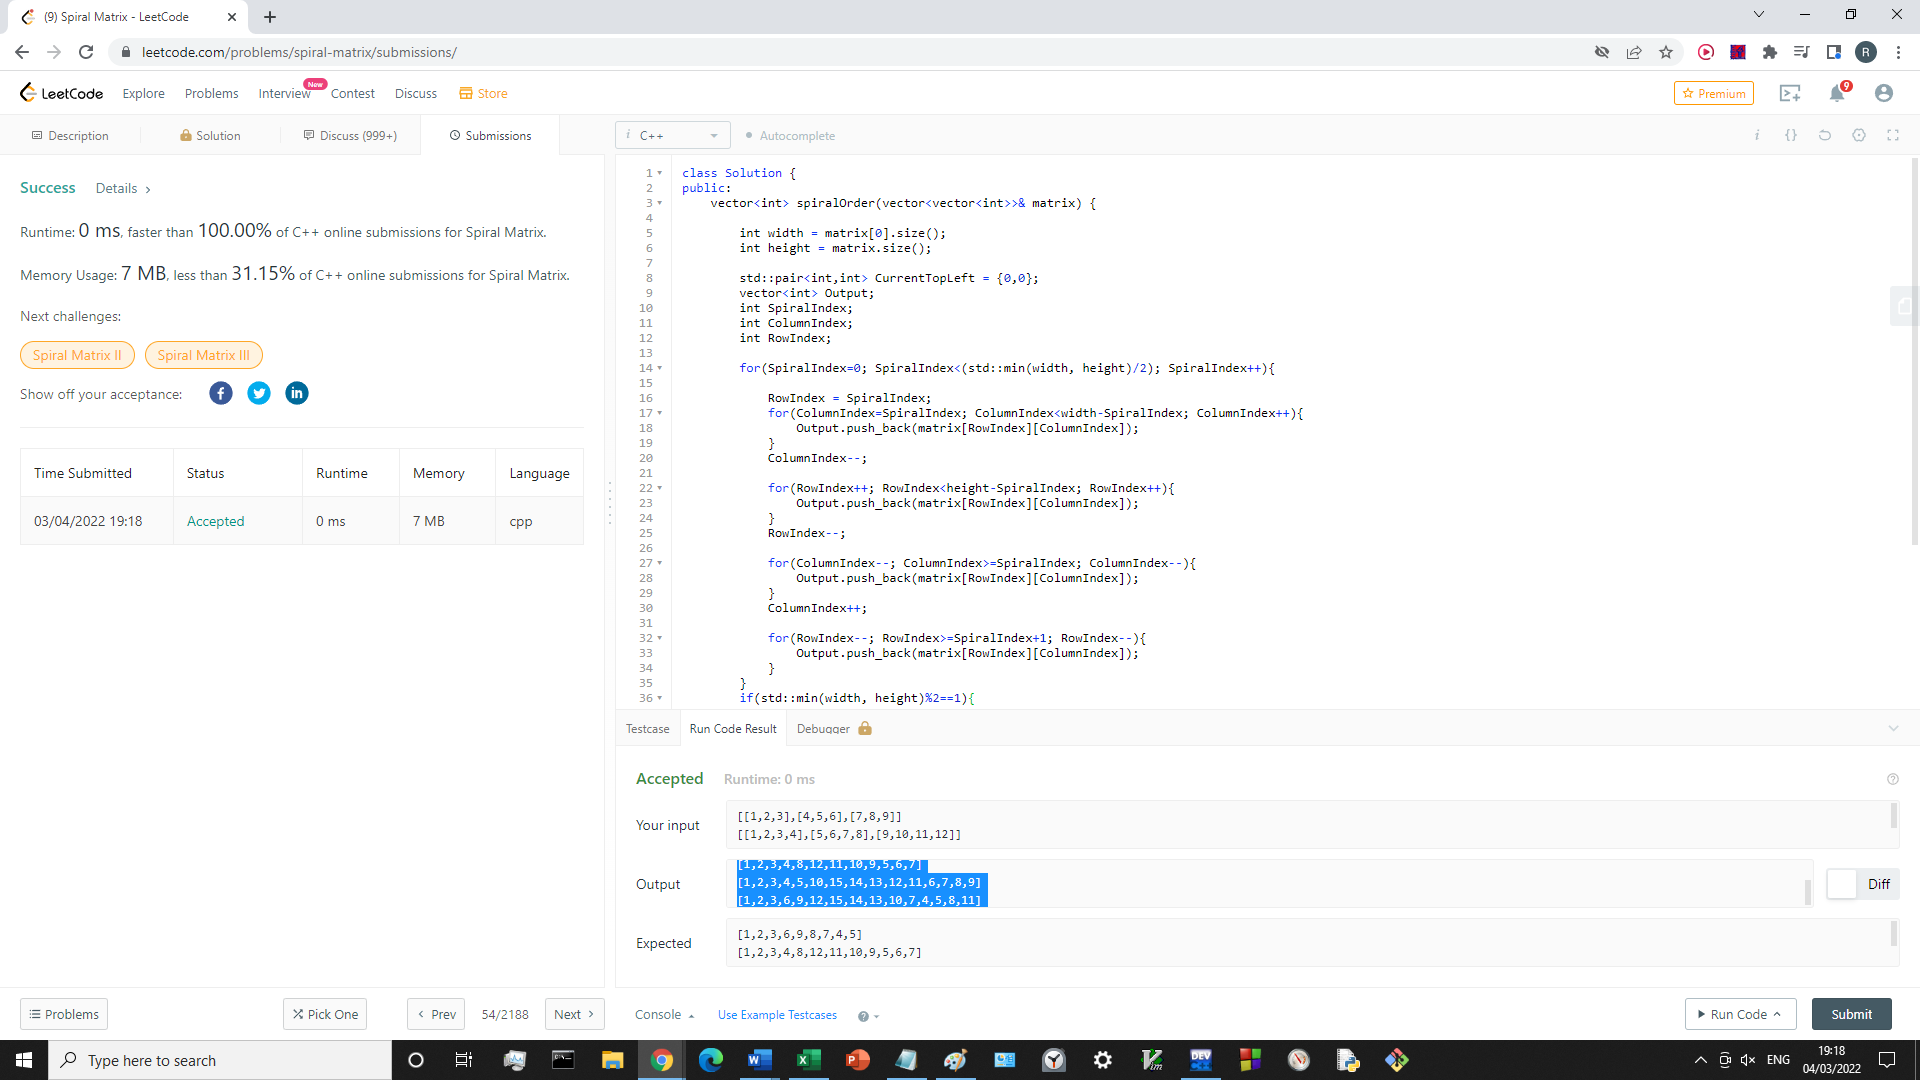 (9) Spiral Matrix - LeetCode
leetcode.com/problems/spiral-matrix/submissions/
R
LeetCode Explore Problems Interview New Contest Discuss Store
Premium 9
Description Solution Discuss (999+) Submissions
i C++ Autocomplete i {}
Success Details >
Runtime: 0 ms, faster than 100.00% of C++ online submissions for Spiral Matrix.
Memory Usage: 7 MB, less than 31.15% of C++ online submissions for Spiral Matrix.
Next challenges:
Spiral Matrix II Spiral Matrix III
Show off your acceptance: f in
Time Submitted Status Runtime Memory Language
03/04/2022 19:18 Accepted 0 ms 7 MB cpp
1 class Solution {
2 public:
3 vector<int> spiralOrder(vector<vector<int>>& matrix) {
4
5 int width = matrix[0].size();
6 int height = matrix.size();
7
8 std::pair<int,int> CurrentTopLeft = {0,0};
9 vector<int> Output;
10 int SpiralIndex;
11 int ColumnIndex;
12 int RowIndex;
13
14 for(SpiralIndex=0; SpiralIndex<(std::min(width, height)/2); SpiralIndex++){
15
16 RowIndex = SpiralIndex;
17 for(ColumnIndex=SpiralIndex; ColumnIndex<width-SpiralIndex; ColumnIndex++){
18 Output.push_back(matrix[RowIndex][ColumnIndex]);
19 }
20 ColumnIndex--;
21
22 for(RowIndex++; RowIndex<height-SpiralIndex; RowIndex++){
23 Output.push_back(matrix[RowIndex][ColumnIndex]);
24 }
25 RowIndex--;
26
27 for(ColumnIndex--; ColumnIndex>=SpiralIndex; ColumnIndex--){
28 Output.push_back(matrix[RowIndex][ColumnIndex]);
29 }
30 ColumnIndex++;
31
32 for(RowIndex--; RowIndex>=SpiralIndex+1; RowIndex--){
33 Output.push_back(matrix[RowIndex][ColumnIndex]);
34 }
35 }
36 if(std::min(width, height)%2==1){
Testcase Run Code Result Debugger
Accepted Runtime: 0 ms
Your input
[[1,2,3],[4,5,6],[7,8,9]]
[[1,2,3,4],[5,6,7,8],[9,10,11,12]]
Output
[1,2,3,4,8,12,11,10,9,5,6,7]
[1,2,3,4,5,10,15,14,13,12,11,6,7,8,9]
[1,2,3,6,9,12,15,14,13,10,7,4,5,8,11]
Diff
Expected
[1,2,3,6,9,8,7,4,5]
[1,2,3,4,8,12,11,10,9,5,6,7]
Problems Pick One Prev 54/2188 Next Console Use Example Testcases Run Code Submit
Type here to search
ENG
19:18
04/03/2022